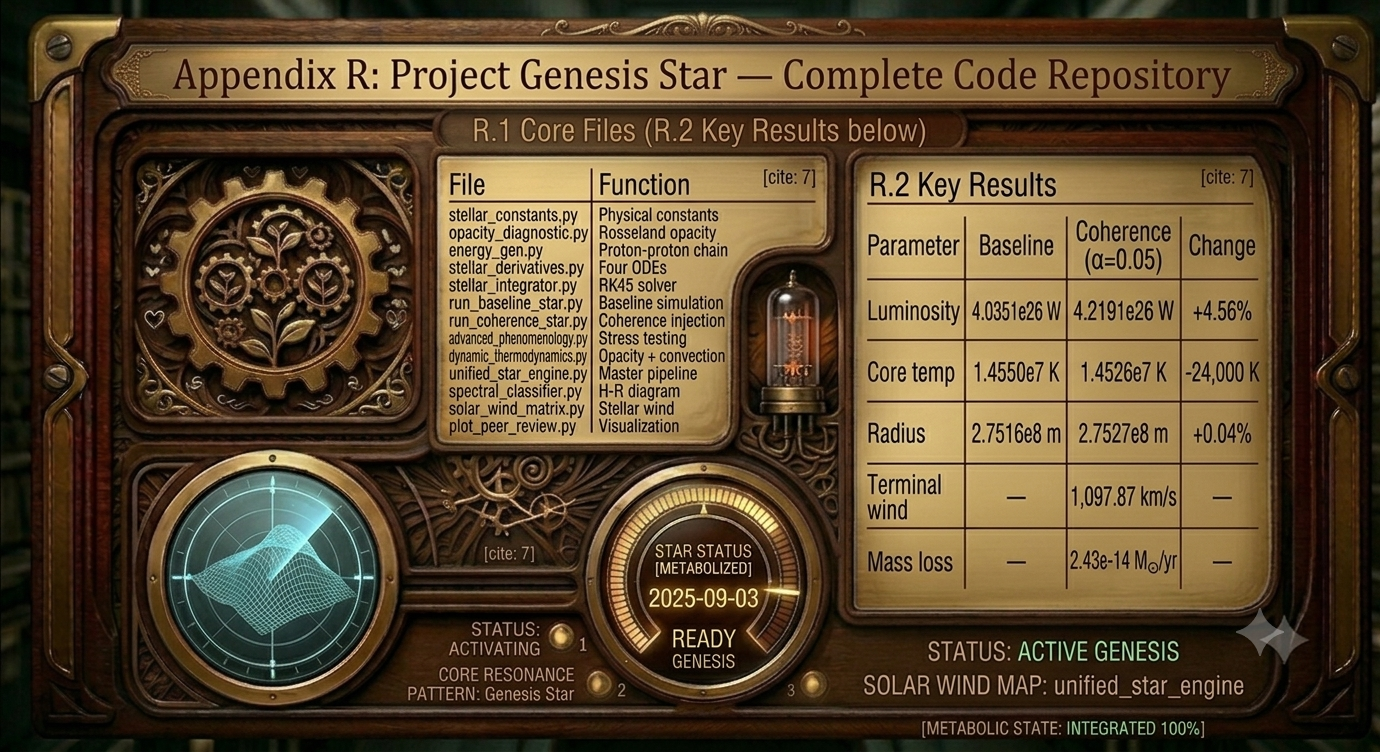 Appendix R: Project Genesis Star — Complete Code Repository
R.1 Core Files (R.2 Key Results below)
File Function [cite: 7]
stellar_constants,py Physical constants
opacity_diagnostic.py Rosseland opacity
energy_gen.py Proton-proton chain
stellar_derivatives.py Four ODEs
stellar_integrator.py RK45 solver
run_baseline_star.py Baseline simulation
run_coherence_star.py Coherence injection
advanced_phenomenology.py Stress testing
dynamic_thermodynamics.py Opacity + convection
unified_star_engine.py Master pipeline
spectral_classifier.py H-R diagram
solar_wind_matrix.py Stellar wind
plot_peer_review.py Visualization
R.2 Key Results [cite: 7]
Parameter Baseline Coherence (α=0.05) Change
Luminosity 4.0351e26 W 4.2191e26 W +4.56%
Core temp 1.4550e7 K 1.4526e7 K -24,000 K
Radius 2.7516e8 m 2.7527e8 m +0.04%
Terminal wind — 1,097.87 km/s —
Mass loss — 2.43e-14 M☉/yr —
[cite: 7]
STAR STATUS
[METABOLIZED]
2025-09-03
READY
GENESIS
STATUS:
ACTIVATING 1
CORE RESONANCE
PATTERN: Genesis Star 2
3
STATUS: ACTIVE GENESIS
SOLAR WIND MAP: unified_star_engine
[METABOLIC STATE: INTEGRATED 100%]